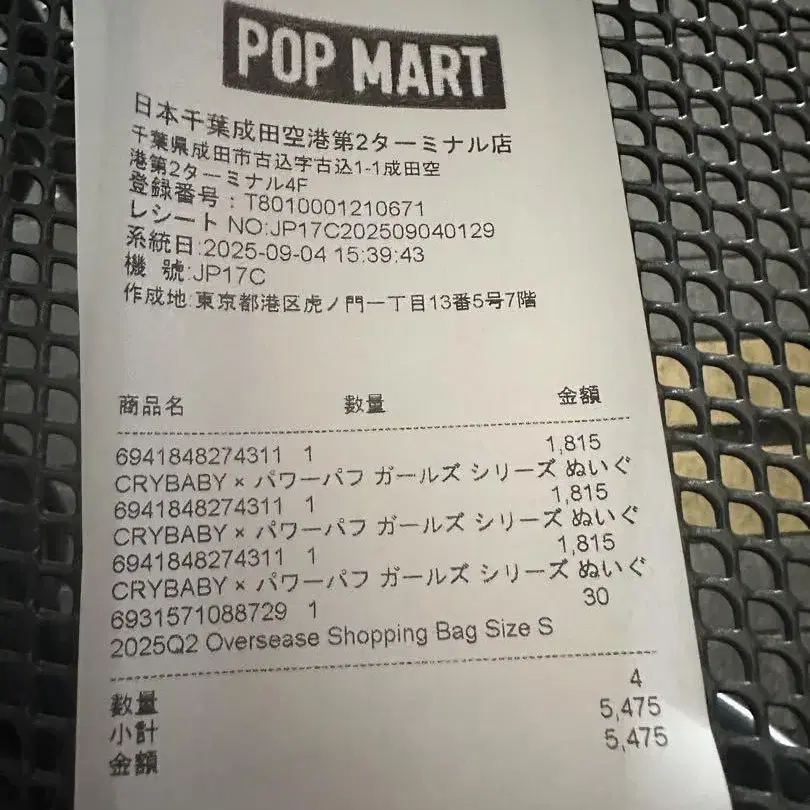 POP MART
日本千葉成田空港第2ターミナル店
千葉県成田市古込字古込1-1成田空
港第2ターミナル4F
登録番号：T8010001210671
レシート NO:JP17C202509040129
系統日:2025-09-04 15:39:43
機 號:JP17C
作成地:東京都港区虎ノ門一丁目13番5号7階
商品名 數量 金額
6941848274311 1 1,815
CRYBABY × パワーパフ ガールズ シリーズ ぬいぐ
6941848274311 1 1,815
CRYBABY × パワーパフ ガールズ シリーズ ぬいぐ
6941848274311 1 1,815
CRYBABY × パワーパフ ガールズ シリーズ ぬいぐ
6931571088729 1 30
2025Q2 Oversease Shopping Bag Size S
數量 4
小計 5,475
金額 5,475